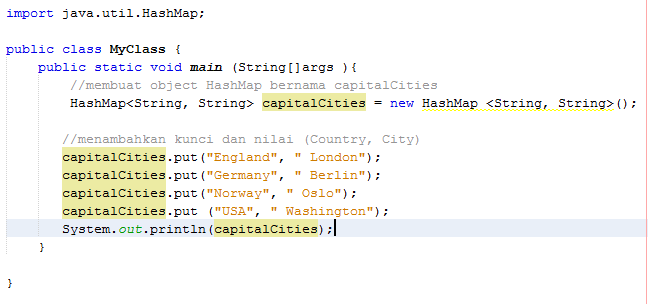 import java.util.HashMap;
public class MyClass {
public static void main (String[]args ){
//membuat object HashMap bernama capitalCities
HashMap<String, String> capitalCities = new HashMap <String, String>();
//menambahkan kunci dan nilai (Country, City)
capitalCities.put("England", " London");
capitalCities.put("Germany", " Berlin");
capitalCities.put("Norway", " Oslo");
capitalCities.put ("USA", " Washington");
System.out.println(capitalCities);
}
}